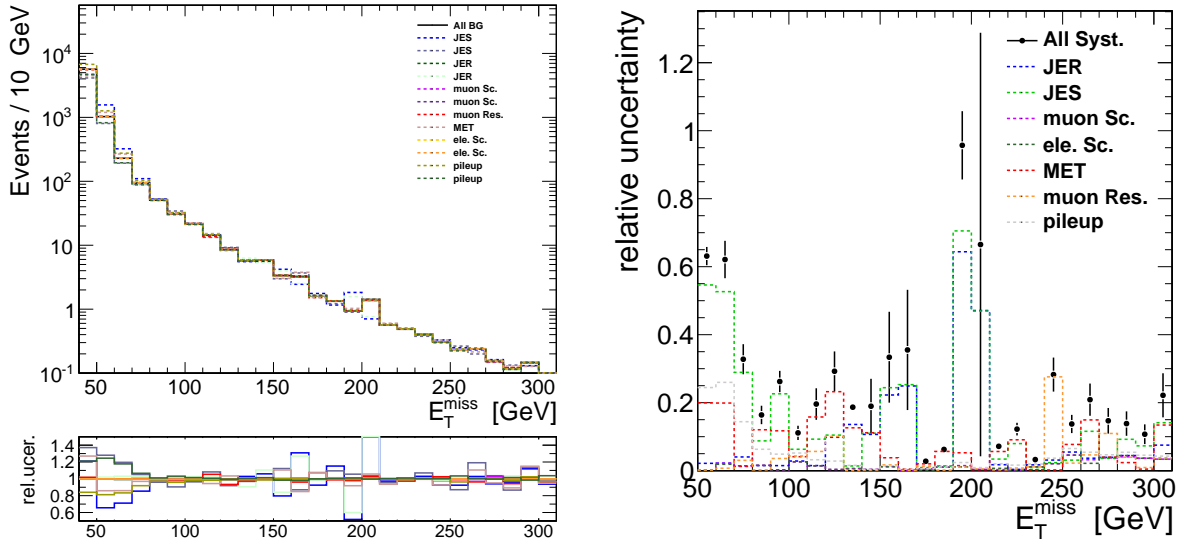 Events / 10 GeV
10^4
10^3
10^2
10
1
10^-1
All BG
JES
JES
JER
JER
muon Sc.
muon Sc.
muon Res.
MET
ele. Sc.
ele. Sc.
pileup
pileup
50 100 150 200 250 300
E_T^miss [GeV]
rel.ucer.
1.4
1.2
1.0
0.8
0.6
50 100 150 200 250 300
relative uncertainty
1.2
1
0.8
0.6
0.4
0.2
0
All Syst.
JER
JES
muon Sc.
ele. Sc.
MET
muon Res.
pileup
50 100 150 200 250 300
E_T^miss [GeV]